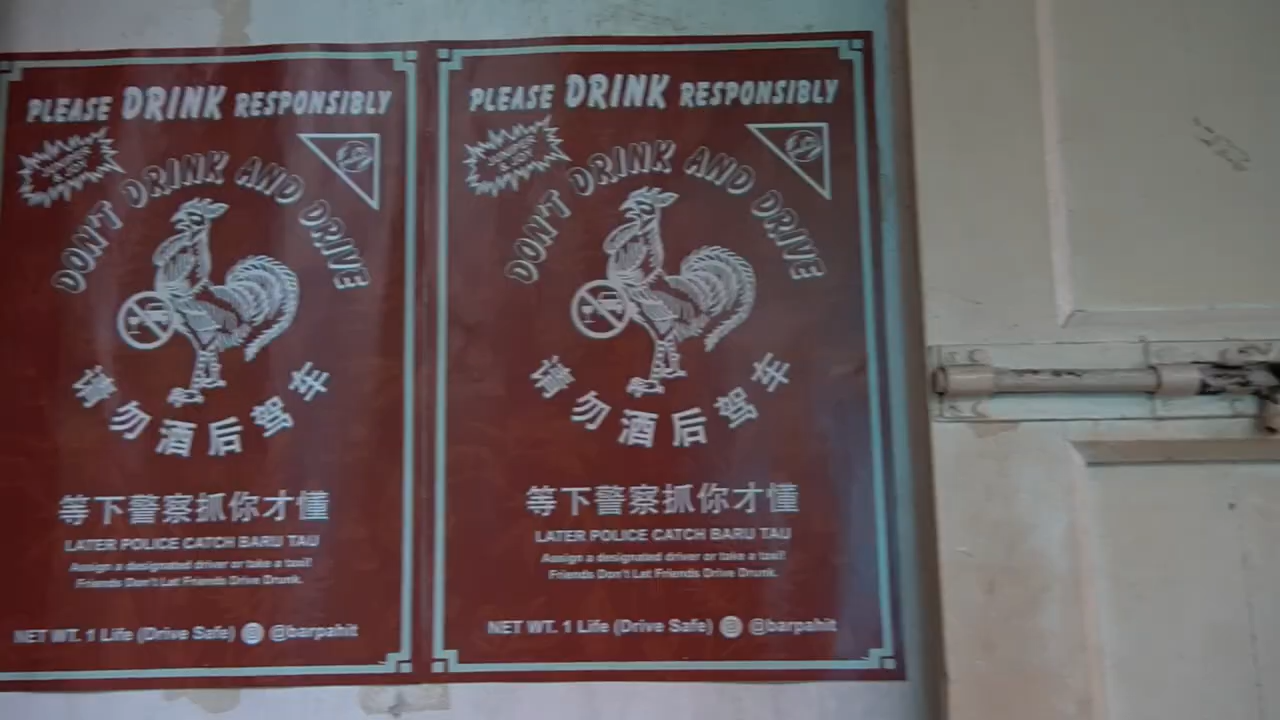 PLEASE DRINK RESPONSIBLY
DON'T DRINK AND DRIVE
请勿酒后驾车
等下警察抓你才懂
LATER POLICE CATCH BARU TAU
Assign a designated driver or take a taxi!
Friends Don't Let Friends Drive Drunk.
NET WT. 1 Life (Drive Safe) @barpahit
PLEASE DRINK RESPONSIBLY
DON'T DRINK AND DRIVE
请勿酒后驾车
等下警察抓你才懂
LATER POLICE CATCH BARU TAU
Assign a designated driver or take a taxi!
Friends Don't Let Friends Drive Drunk.
NET WT. 1 Life (Drive Safe) @barpahit